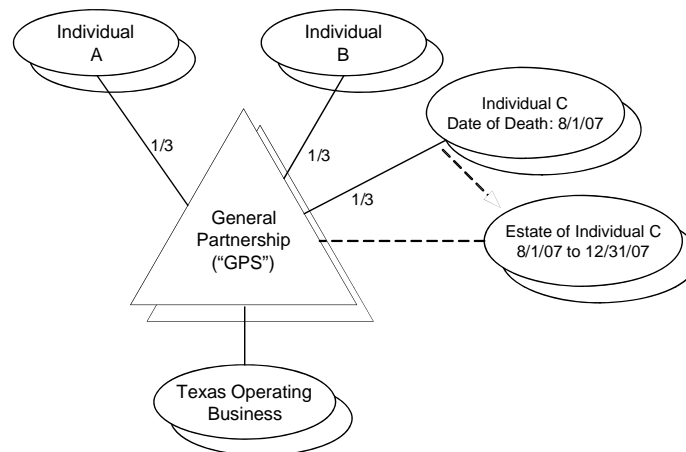 Individual
A
Individual
B
Individual C
Date of Death: 8/1/07
1/3
1/3
1/3
General
Partnership
(“GPS”)
Estate of Individual C
8/1/07 to 12/31/07
Texas Operating
Business